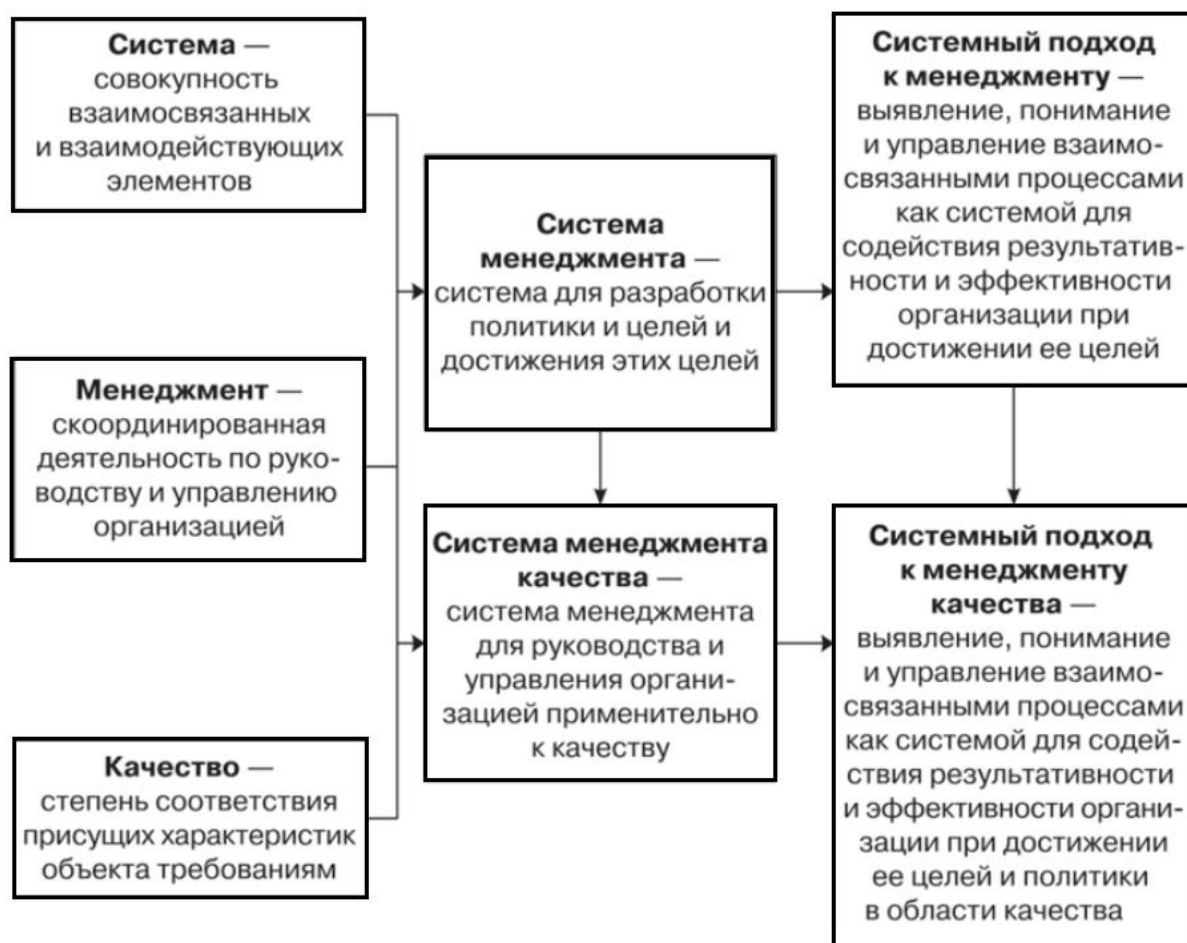 Система —
совокупность
взаимосвязанных
и взаимодействующих
элементов
Менеджмент —
скоординированная
деятельность по руко-
водству и управлению
организацией
Качество —
степень соответствия
присущих характеристик
объекта требованиям
Система
менеджмента —
система для разработки
политики и целей и
достижения этих целей
Система менеджмента
качества —
система менеджмента
для руководства и
управления органи-
зацией применительно
к качеству
Системный подход
к менеджменту —
выявление, понимание
и управление взаимо-
связанными процессами
как системой для
содействия результатив-
ности и эффективности
организации при
достижении ее целей
Системный подход
к менеджменту
качества —
выявление, понимание
и управление взаимо-
связанными процессами
как системой для содей-
ствия результативности
и эффективности органи-
зации при достижении
ее целей и политики
в области качества